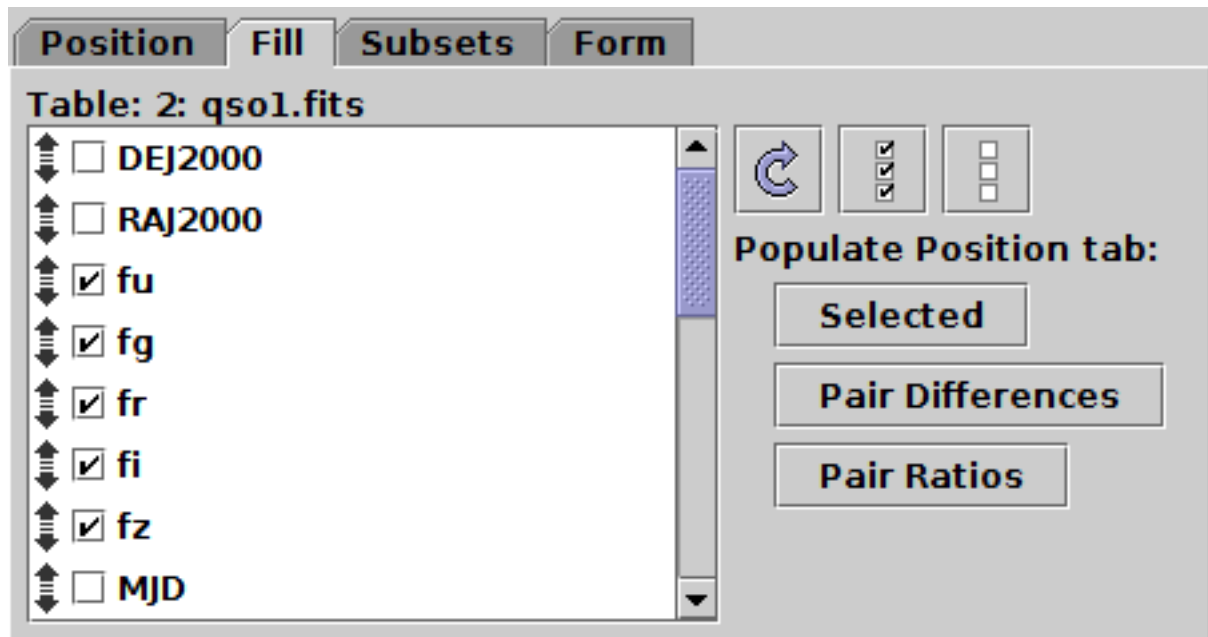 Position Fill Subsets Form
Table: 2: qso1.fits
DEJ2000
RAJ2000
fu
fg
fr
fi
fz
MJD
Populate Position tab:
Selected
Pair Differences
Pair Ratios